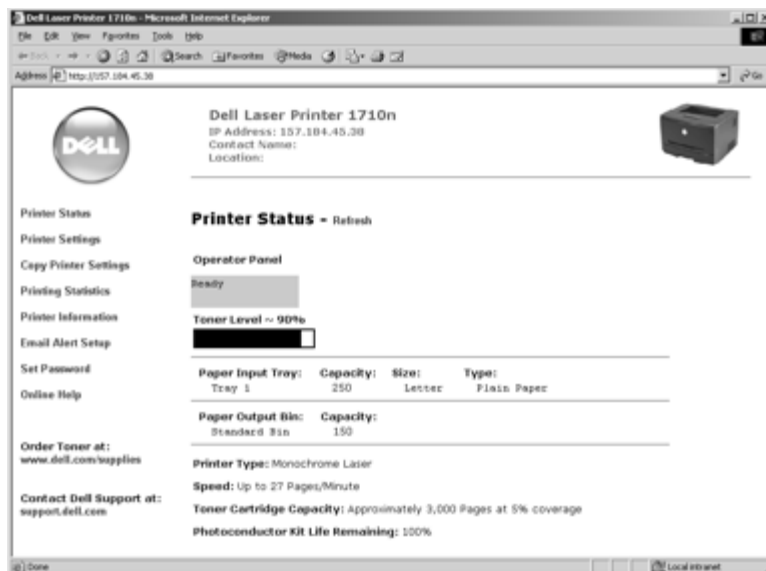 Dell Laser Printer 1710n - Microsoft Internet Explorer
File Edit View Favorites Tools Help
Back Search Favorites Media
Address http://157.184.45.38 Go
DELL
Dell Laser Printer 1710n
IP Address: 157.184.45.38
Contact Name:
Location:
Printer Status
Printer Settings
Copy Printer Settings
Printing Statistics
Printer Information
Email Alert Setup
Set Password
Online Help
Order Toner at:
www.dell.com/supplies
Contact Dell Support at:
support.dell.com
Printer Status - Refresh
Operator Panel
Ready
Toner Level ~ 90%
Paper Input Tray: Capacity: Size: Type:
Tray 1 250 Letter Plain Paper
Paper Output Bin: Capacity:
Standard Bin 150
Printer Type: Monochrome Laser
Speed: Up to 27 Pages/Minute
Toner Cartridge Capacity: Approximately 3,000 Pages at 5% coverage
Photoconductor Kit Life Remaining: 100%
Done Local intranet